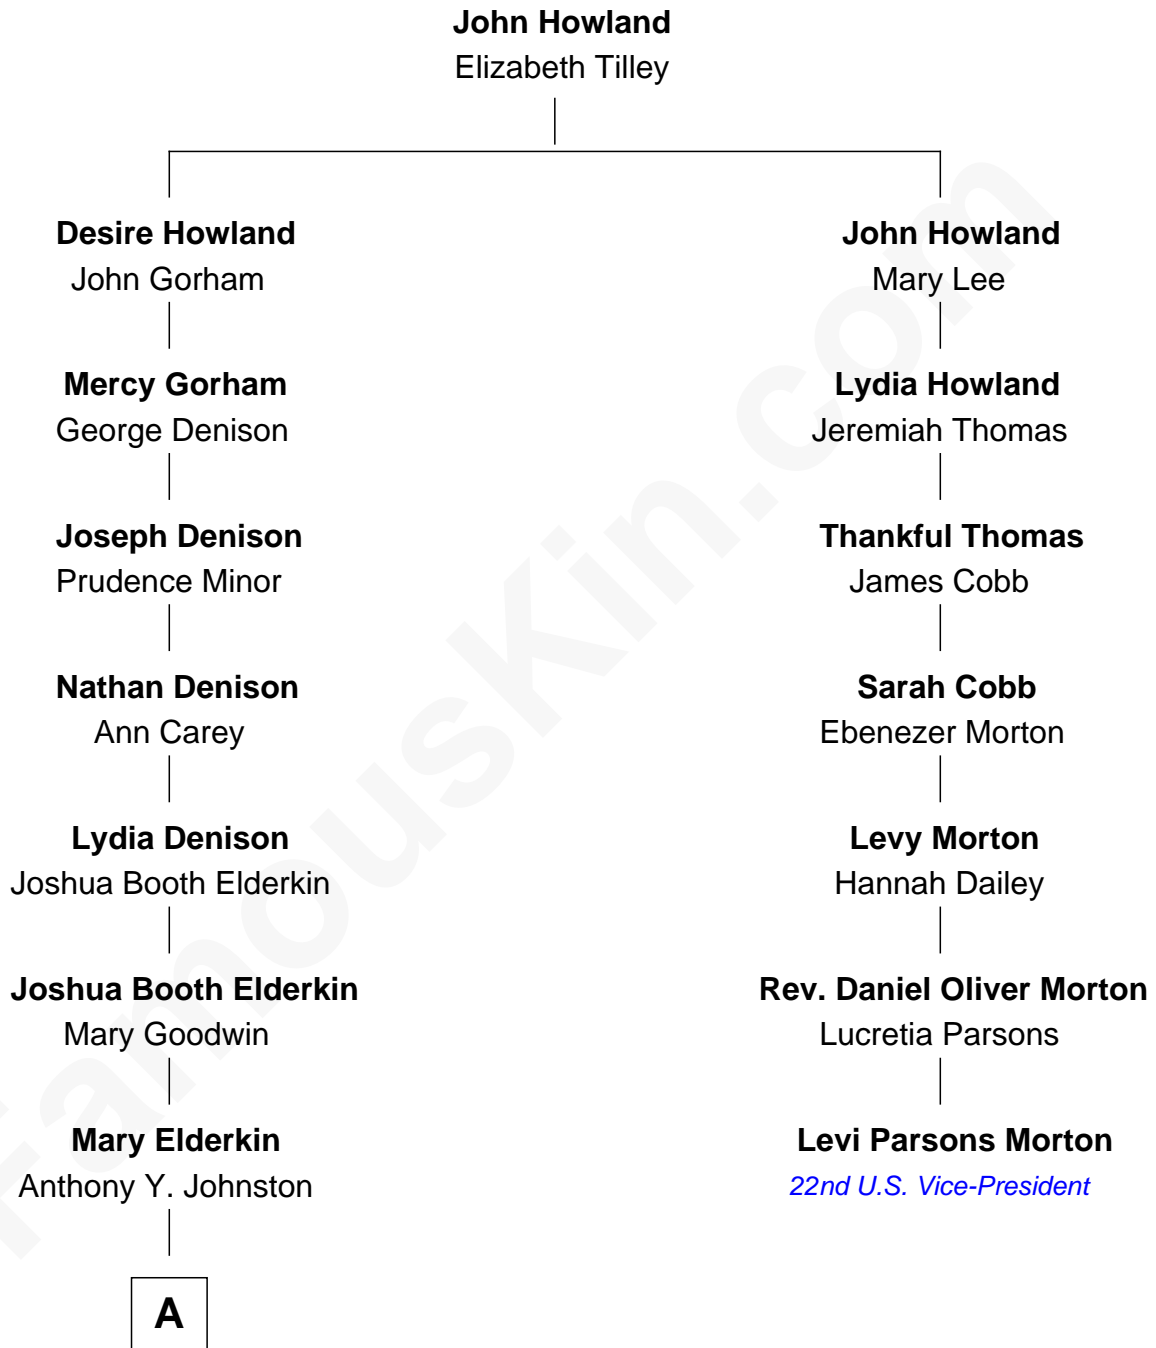 John Howland
Elizabeth Tilley
Desire Howland
John Gorham
John Howland
Mary Lee
Mercy Gorham
George Denison
Lydia Howland
Jeremiah Thomas
Joseph Denison
Prudence Minor
Thankful Thomas
James Cobb
Nathan Denison
Ann Carey
Sarah Cobb
Ebenezer Morton
Lydia Denison
Joshua Booth Elderkin
Levy Morton
Hannah Dailey
Joshua Booth Elderkin
Mary Goodwin
Rev. Daniel Oliver Morton
Lucretia Parsons
Mary Elderkin
Anthony Y. Johnston
Levi Parsons Morton
22nd U.S. Vice-President
A
FamousKin.com